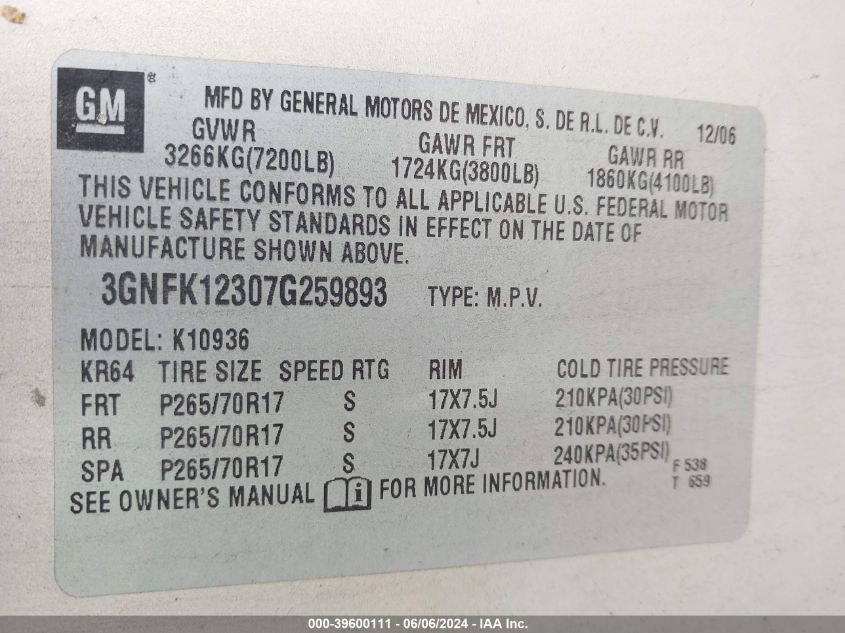 GM®
MFD BY GENERAL MOTORS DE MEXICO, S. DE R.L. DE C.V. 12/06
GVWR GAWR FRT GAWR RR
3266KG(7200LB) 1724KG(3800LB) 1860KG(4100LB)
THIS VEHICLE CONFORMS TO ALL APPLICABLE U.S. FEDERAL MOTOR
VEHICLE SAFETY STANDARDS IN EFFECT ON THE DATE OF
MANUFACTURE SHOWN ABOVE.
3GNFK12307G259893 TYPE: M.P.V.
MODEL: K10936
KR64 TIRE SIZE SPEED RTG RIM COLD TIRE PRESSURE
FRT P265/70R17 S 17X7.5J 210KPA(30PSI)
RR P265/70R17 S 17X7.5J 210KPA(30PSI)
SPA P265/70R17 S 17X7J 240KPA(35PSI)
F 538
T 659
SEE OWNER'S MANUAL i FOR MORE INFORMATION.
000-39600111 - 06/06/2024 - IAA Inc.